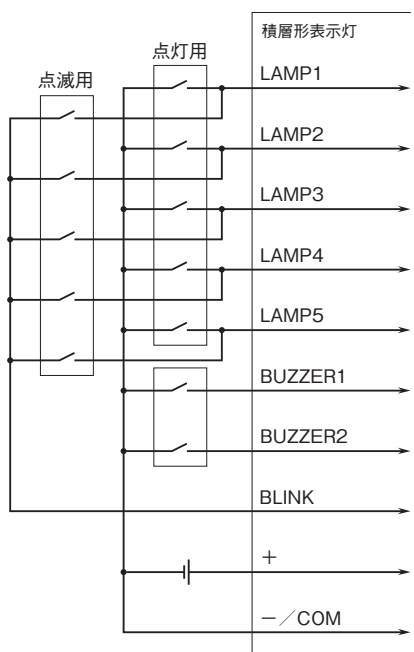 積層形表示灯
点灯用
点滅用
LAMP1
LAMP2
LAMP3
LAMP4
LAMP5
BUZZER1
BUZZER2
BLINK
＋
－／COM